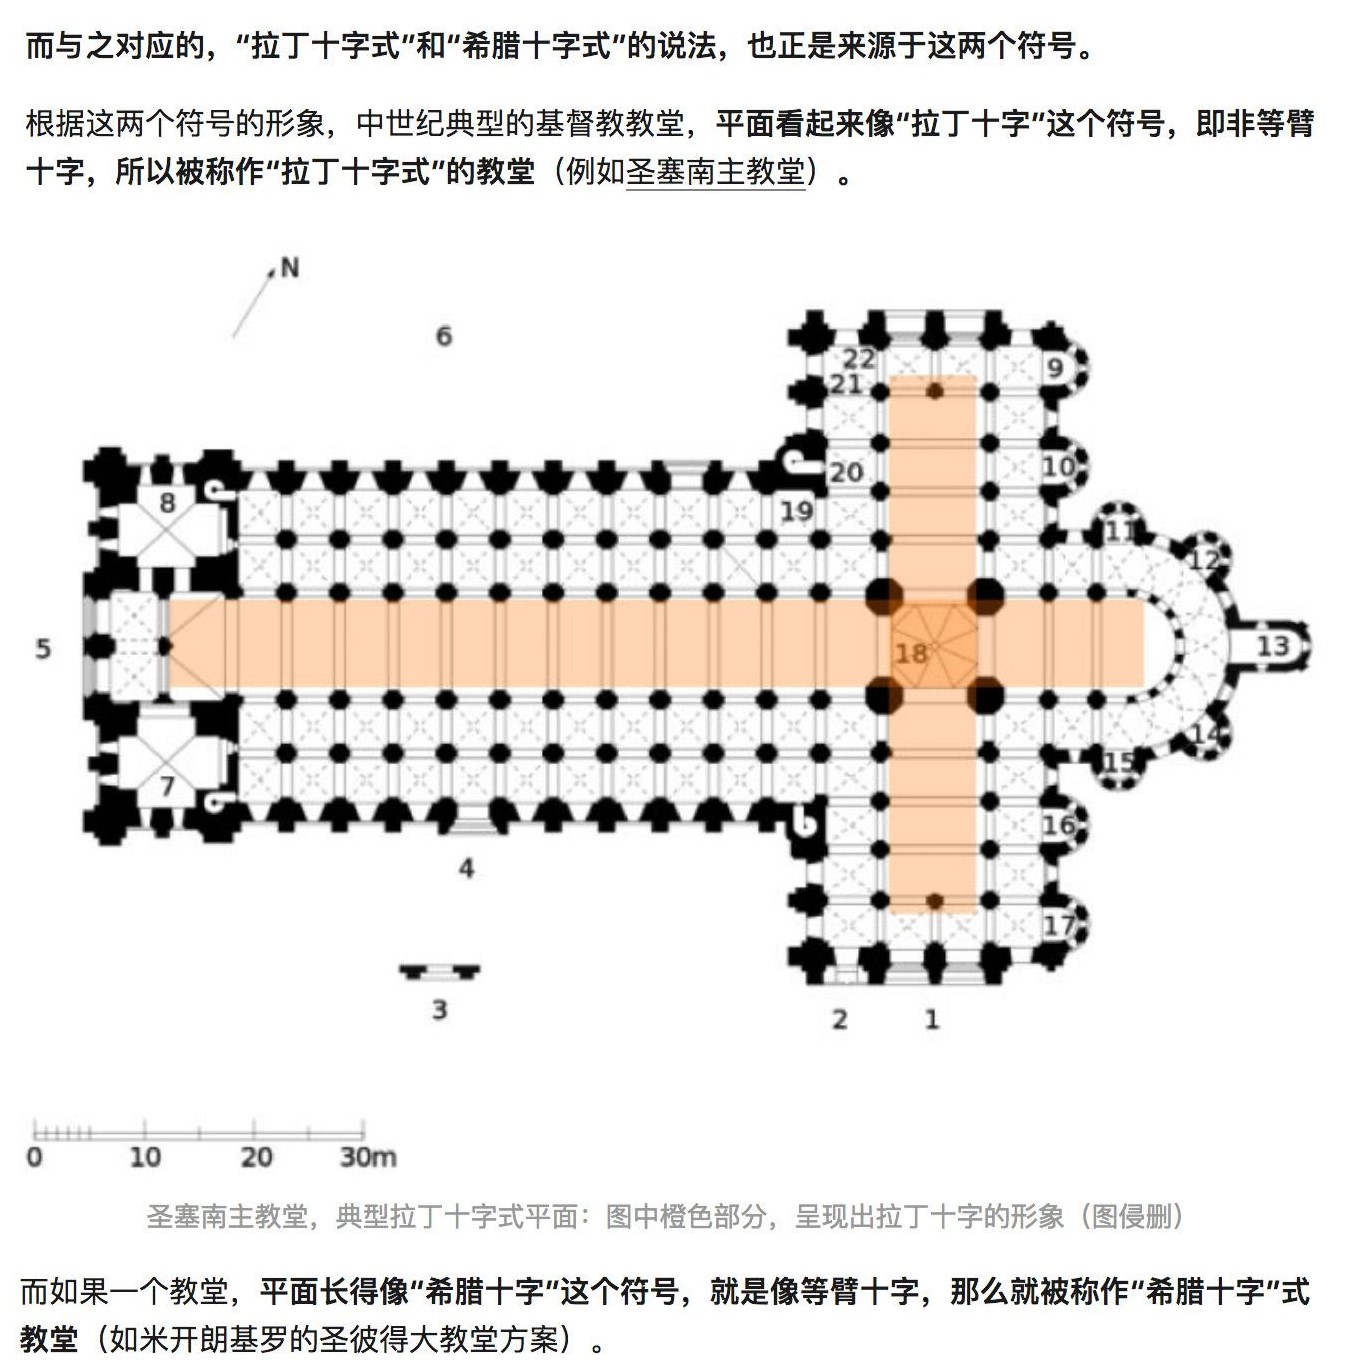 而与之对应的，“拉丁十字式”和“希腊十字式”的说法，也正是来源于这两个符号。
根据这两个符号的形象，中世纪典型的基督教教堂，平面看起来像“拉丁十字”这个符号，即非等臂
十字，所以被称作“拉丁十字式”的教堂（例如圣塞南主教堂）。
N
6
22
9
21
10
20
8
19
11
12
5
18
13
14
15
7
16
4
17
3
2 1
0 10 20 30m
圣塞南主教堂，典型拉丁十字式平面：图中橙色部分，呈现出拉丁十字的形象（图侵删）
而如果一个教堂，平面长得像“希腊十字”这个符号，就是像等臂十字，那么就被称作“希腊十字”式
教堂（如米开朗基罗的圣彼得大教堂方案）。